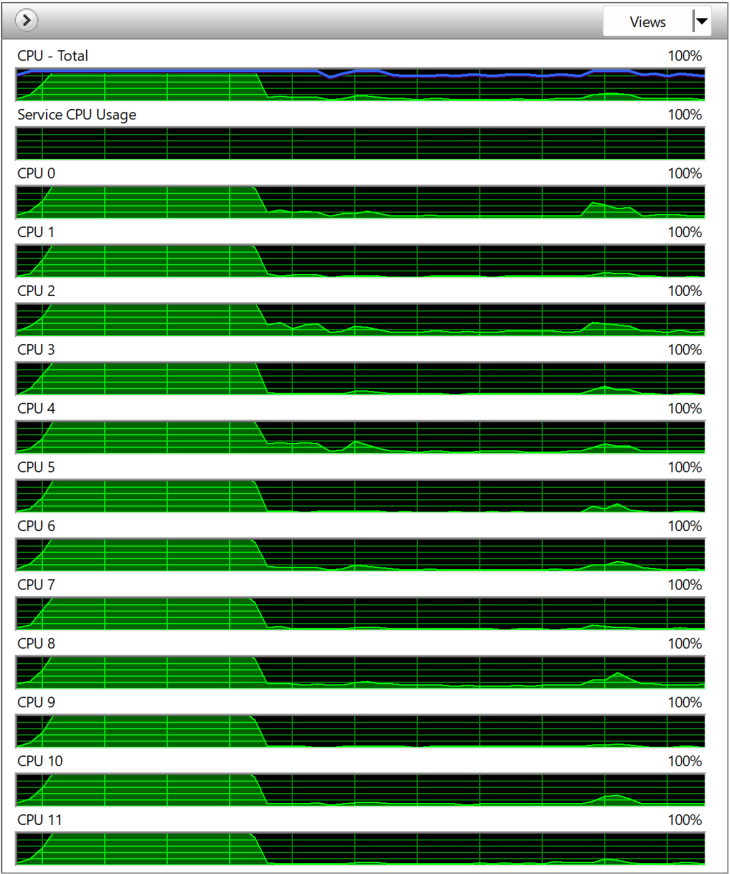 Views
CPU - Total 100%
Service CPU Usage 100%
CPU 0 100%
CPU 1 100%
CPU 2 100%
CPU 3 100%
CPU 4 100%
CPU 5 100%
CPU 6 100%
CPU 7 100%
CPU 8 100%
CPU 9 100%
CPU 10 100%
CPU 11 100%